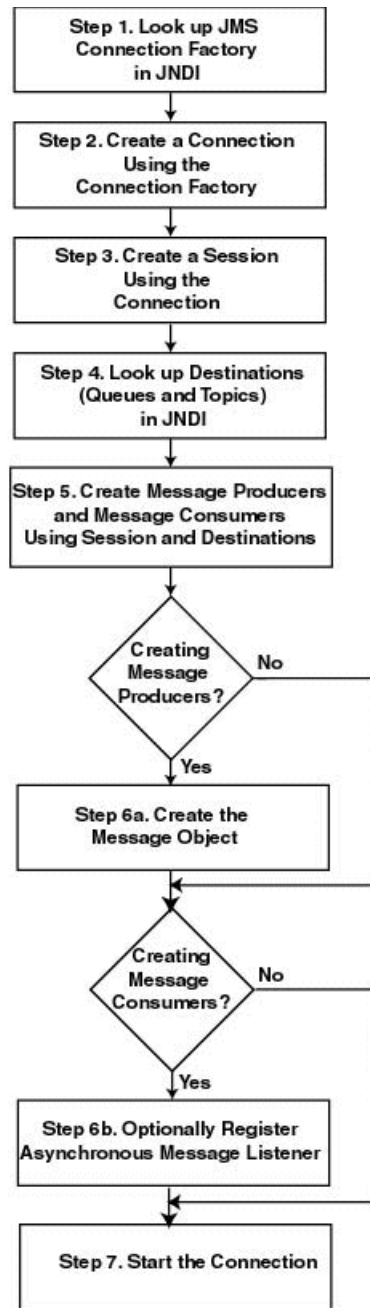 Step 1. Look up JMS
Connection Factory
in JNDI
Step 2. Create a Connection
Using the
Connection Factory
Step 3. Create a Session
Using the
Connection
Step 4. Look up Destinations
(Queues and Topics)
in JNDI
Step 5. Create Message Producers
and Message Consumers
Using Session and Destinations
Creating
Message
Producers?
No
Yes
Step 6a. Create the
Message Object
Creating
Message
Consumers?
No
Yes
Step 6b. Optionally Register
Asynchronous Message Listener
Step 7. Start the Connection